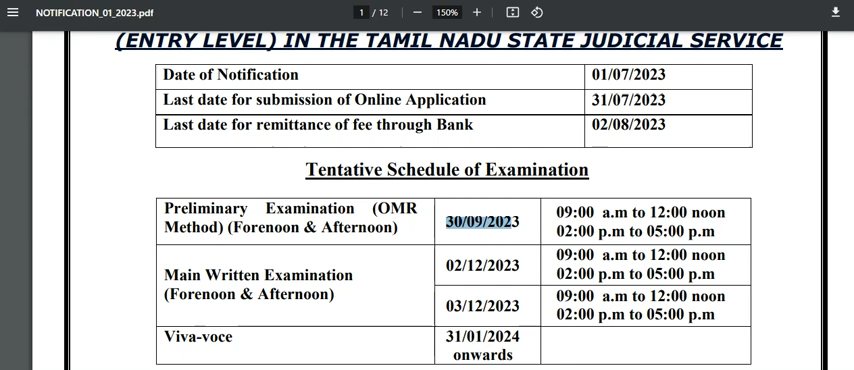 NOTIFICATION_01_2023.pdf
1 / 12
150%
(ENTRY LEVEL) IN THE TAMIL NADU STATE JUDICIAL SERVICE
Date of Notification 01/07/2023
Last date for submission of Online Application 31/07/2023
Last date for remittance of fee through Bank 02/08/2023
Tentative Schedule of Examination
Preliminary Examination (OMR
Method) (Forenoon & Afternoon)
30/09/2023
09:00 a.m to 12:00 noon
02:00 p.m to 05:00 p.m
Main Written Examination
(Forenoon & Afternoon)
02/12/2023
09:00 a.m to 12:00 noon
02:00 p.m to 05:00 p.m
03/12/2023
09:00 a.m to 12:00 noon
02:00 p.m to 05:00 p.m
Viva-voce
31/01/2024
onwards